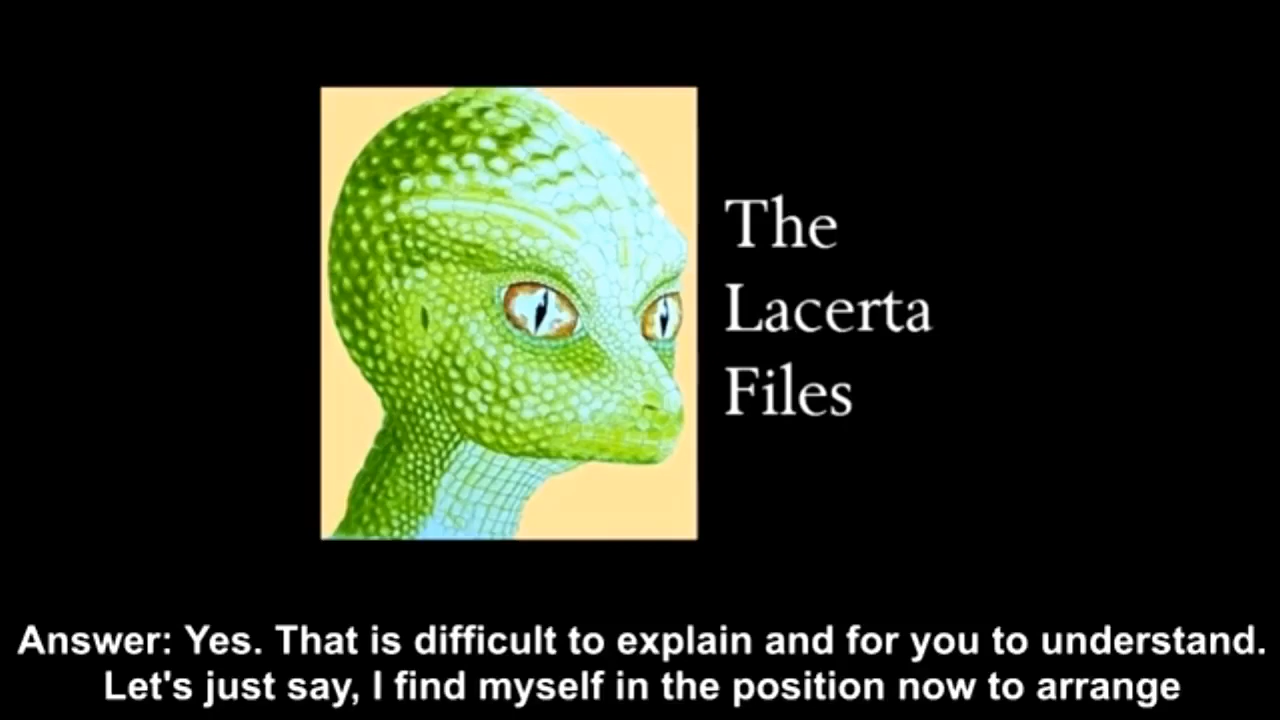 The
Lacerta
Files
Answer: Yes. That is difficult to explain and for you to understand.
Let's just say, I find myself in the position now to arrange